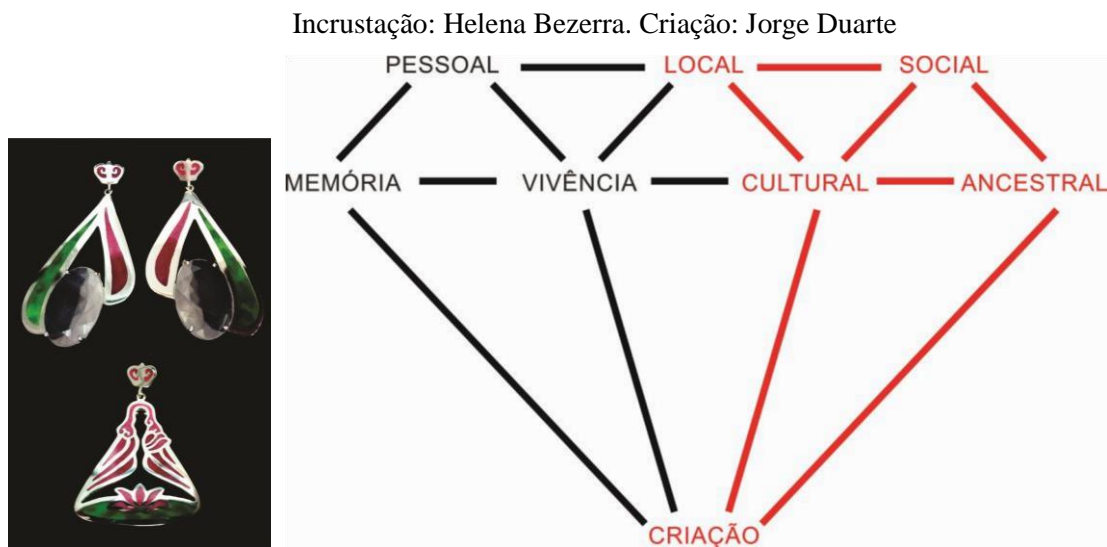 Incrustação: Helena Bezerra. Criação: Jorge Duarte
PESSOAL LOCAL SOCIAL
MEMÓRIA VIVÊNCIA CULTURAL ANCESTRAL
CRIAÇÃO